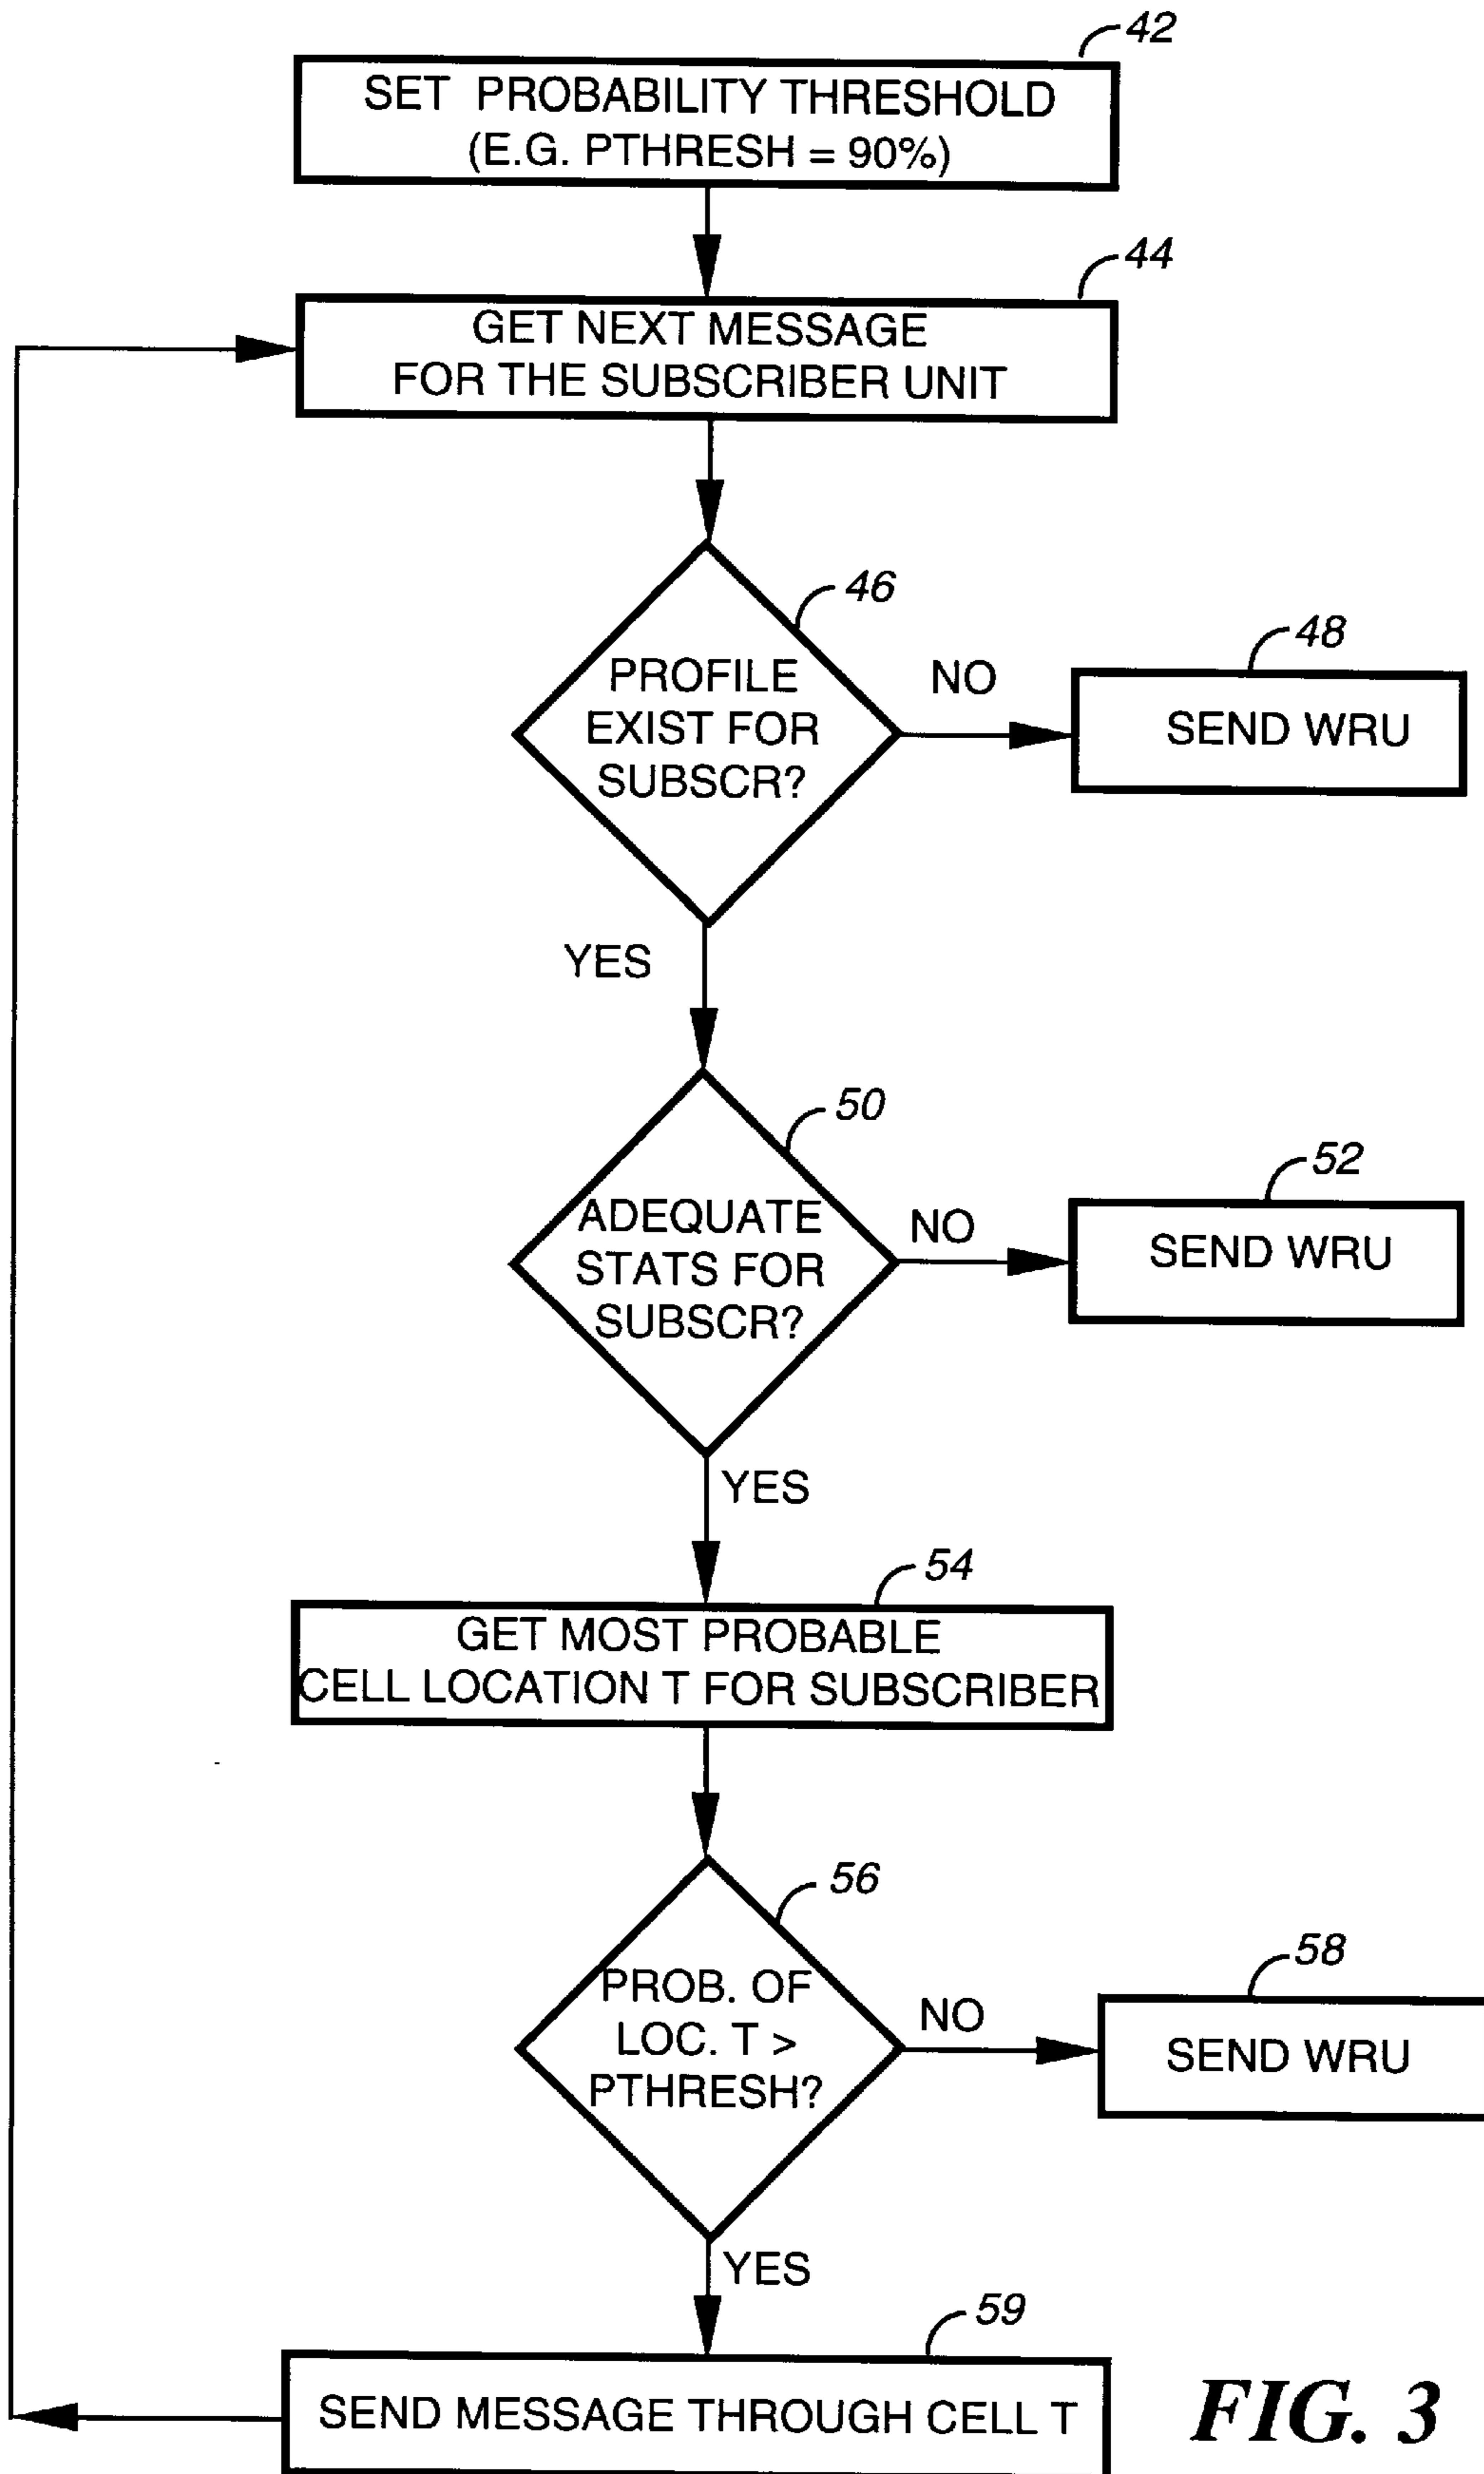 42
SET PROBABILITY THRESHOLD
(E.G. PTHRESH = 90%)
44
GET NEXT MESSAGE
FOR THE SUBSCRIBER UNIT
46
PROFILE
EXIST FOR
SUBSCR?
NO
48
SEND WRU
YES
50
ADEQUATE
STATS FOR
SUBSCR?
NO
52
SEND WRU
YES
54
GET MOST PROBABLE
CELL LOCATION T FOR SUBSCRIBER
56
PROB. OF
LOC. T >
PTHRESH?
NO
58
SEND WRU
YES
59
SEND MESSAGE THROUGH CELL T
FIG. 3